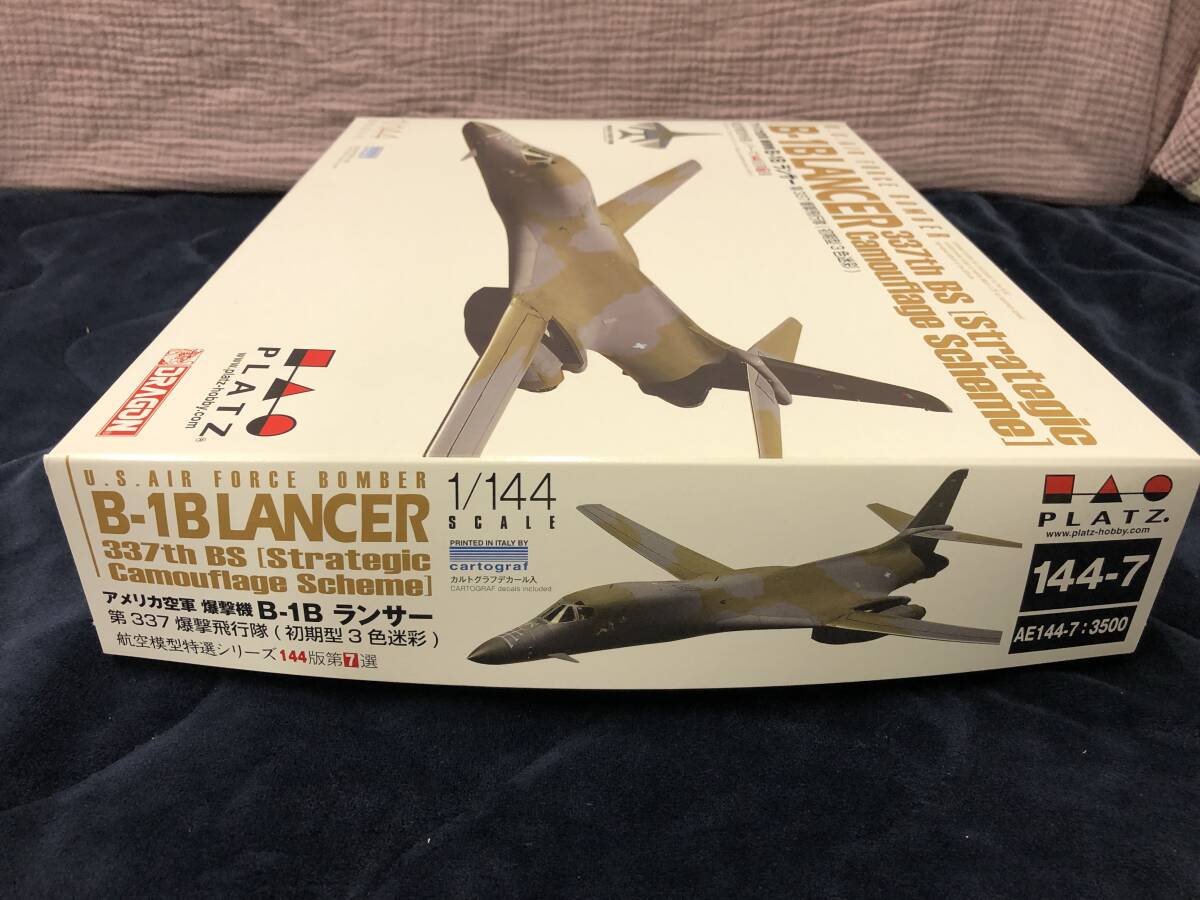 U.S. AIR FORCE BOMBER
B-1B LANCER
337th BS [Strategic
Camouflage Scheme]
DRAGON
PLATZ®
www.platz-hobby.com
U.S. AIR FORCE BOMBER
B-1B LANCER
337th BS [Strategic
Camouflage Scheme]
アメリカ空軍 爆撃機 B-1B ランサー
第337爆撃飛行隊(初期型3色迷彩)
航空模型特選シリーズ144版第7選
1/144
SCALE
PRINTED IN ITALY BY
cartograf
カルトグラフデカール入
CARTOGRAF decals included
PLATZ.
www.platz-hobby.com
144-7
AE144-7:3500